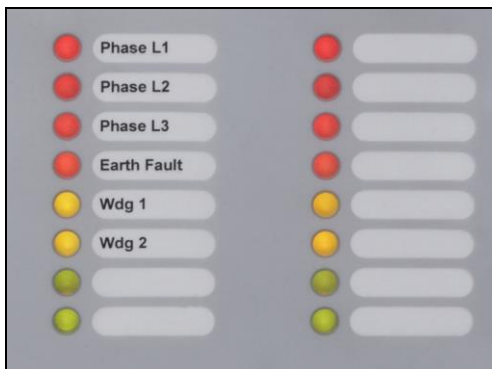 Phase L1
Phase L2
Phase L3
Earth Fault
Wdg 1
Wdg 2